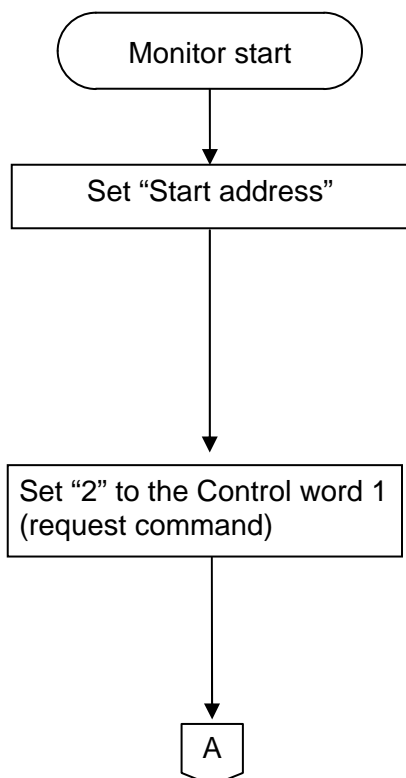 Monitor start
Set “Start address”
Set “2” to the Control word 1
(request command)
A